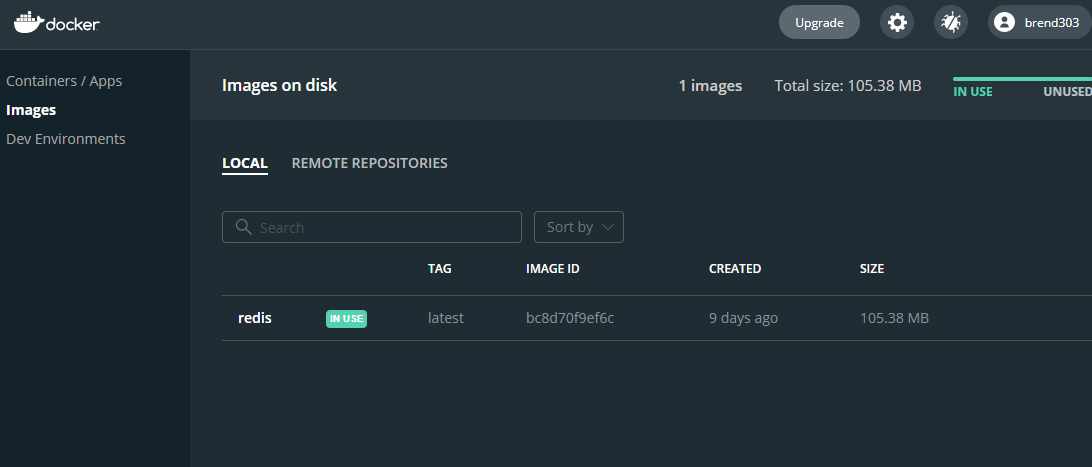 docker
Upgrade
brend303
Containers / Apps
Images
Dev Environments
Images on disk
1 images
Total size: 105.38 MB
IN USE
UNUSED
LOCAL
REMOTE REPOSITORIES
Search
Sort by
TAG
IMAGE ID
CREATED
SIZE
redis
IN USE
latest
bc8d70f9ef6c
9 days ago
105.38 MB